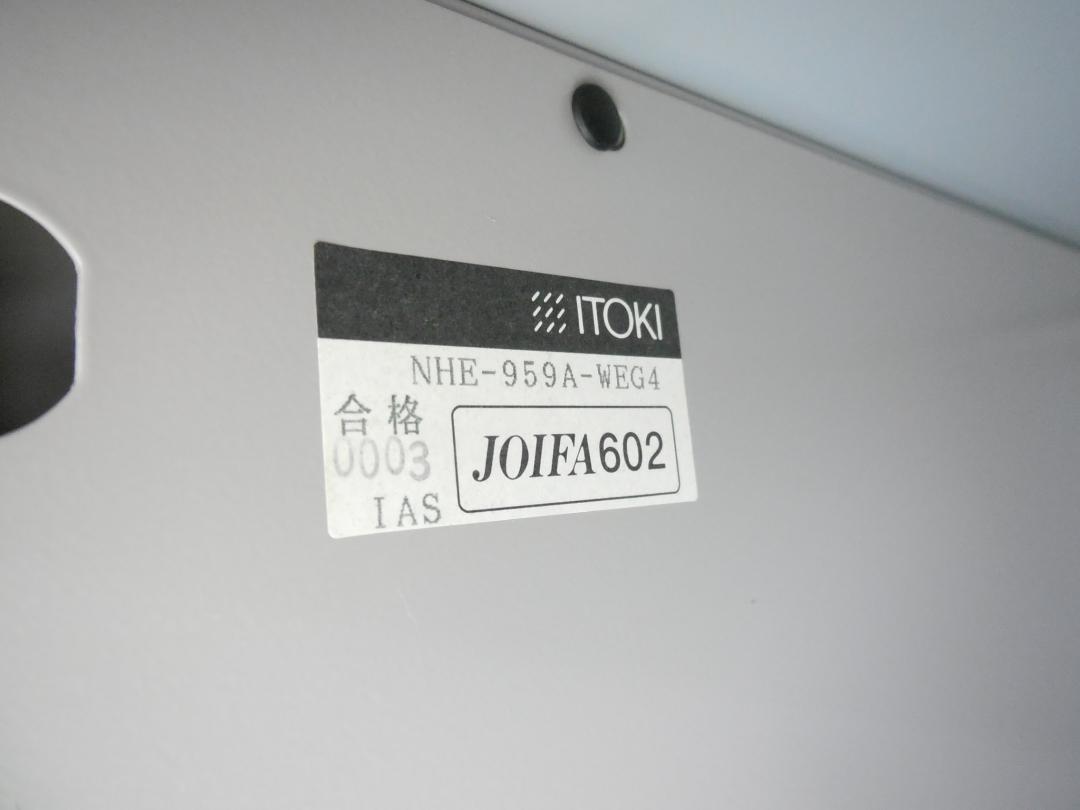 ITOKI
NHE-959A-WEG4
合格
0003
JOIFA602
IAS